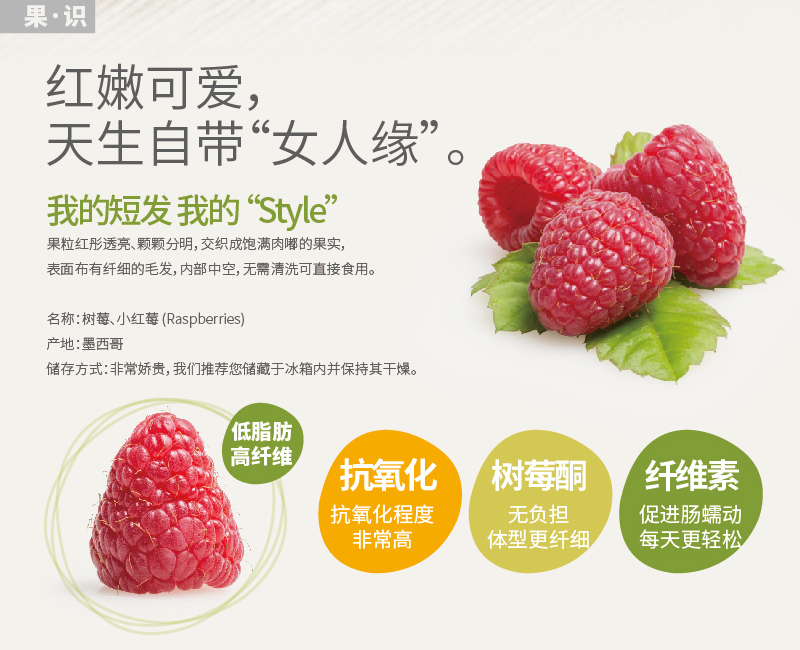 果·识
红嫩可爱，
天生自带“女人缘”。
我的短发 我的 “Style”
果粒红彤透亮、颗颗分明，交织成饱满肉嘟的果实，
表面布有纤细的毛发，内部中空，无需清洗可直接食用。
名称：树莓、小红莓 (Raspberries)
产地：墨西哥
储存方式：非常娇贵，我们推荐您储藏于冰箱内并保持其干燥。
低脂肪
高纤维
抗氧化
抗氧化程度
非常高
树莓酮
无负担
体型更纤细
纤维素
促进肠蠕动
每天更轻松